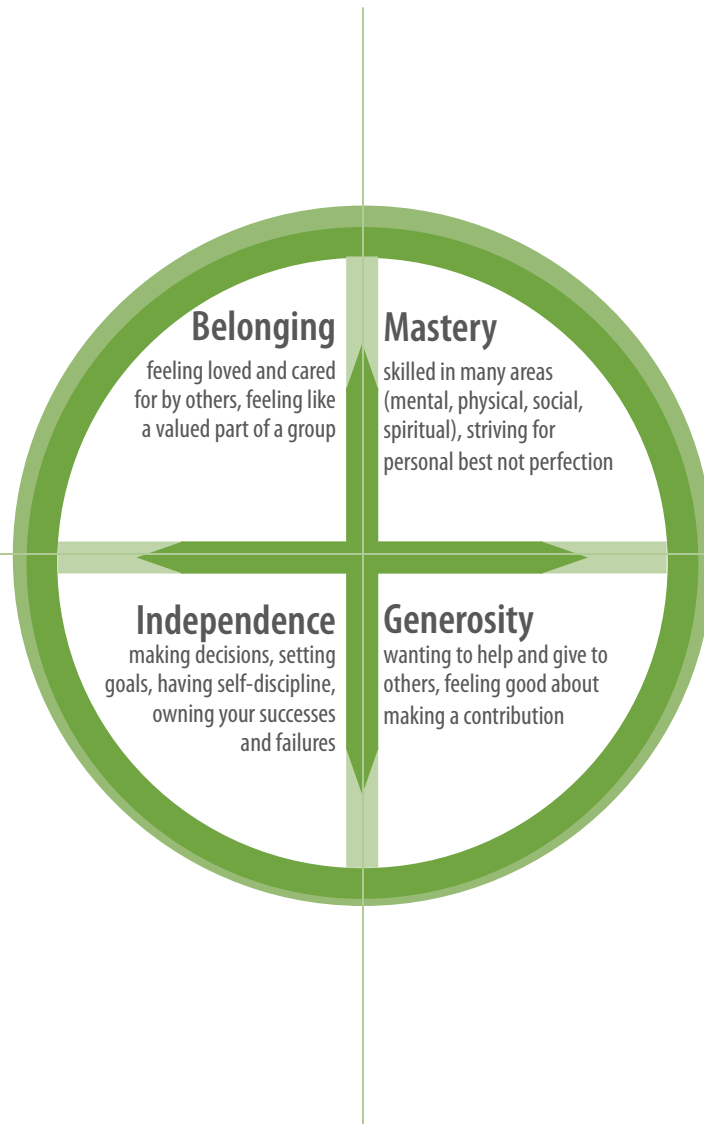 Belonging
feeling loved and cared
for by others, feeling like
a valued part of a group
Mastery
skilled in many areas
(mental, physical, social,
spiritual), striving for
personal best not perfection
Independence
making decisions, setting
goals, having self-discipline,
owning your successes
and failures
Generosity
wanting to help and give to
others, feeling good about
making a contribution